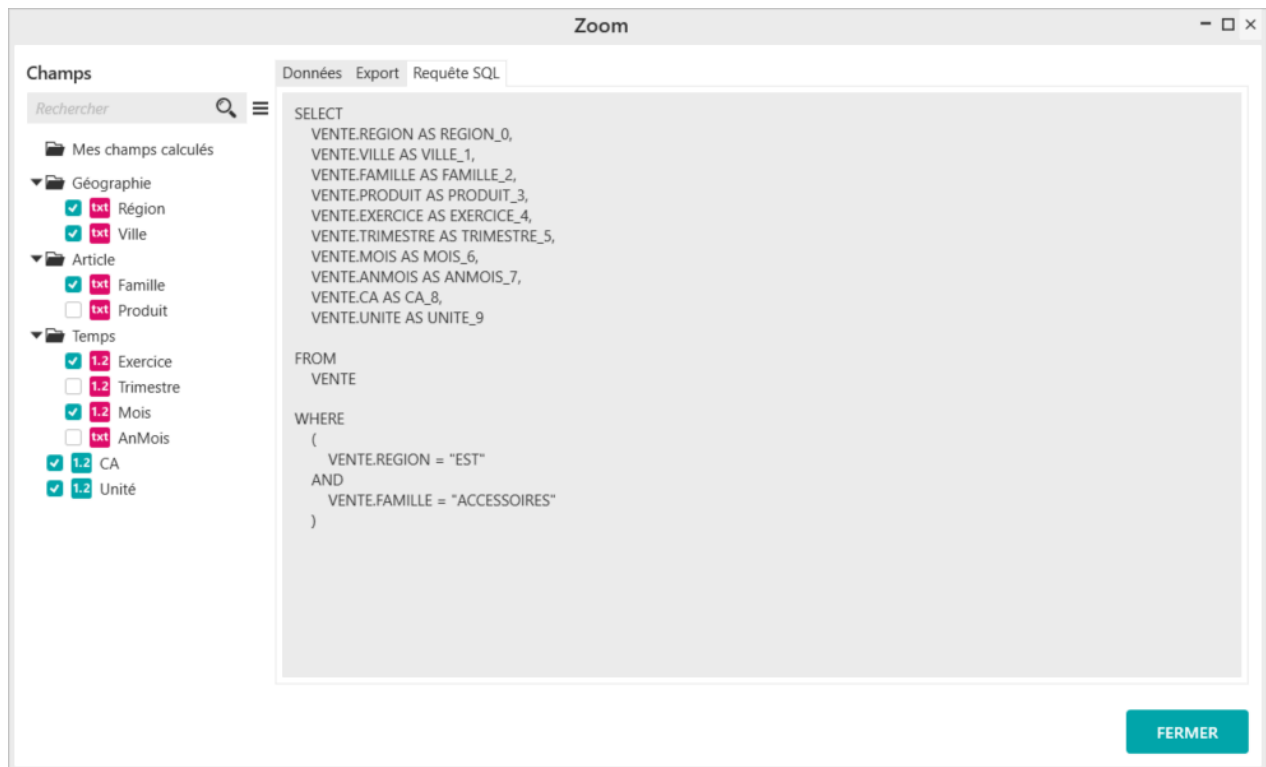 Zoom
Champs
Rechercher
Mes champs calculés
Géographie
txt Région
txt Ville
Article
txt Famille
txt Produit
Temps
1.2 Exercice
1.2 Trimestre
1.2 Mois
txt AnMois
1.2 CA
1.2 Unité
Données Export Requête SQL
SELECT
VENTE.REGION AS REGION_0,
VENTE.VILLE AS VILLE_1,
VENTE.FAMILLE AS FAMILLE_2,
VENTE.PRODUIT AS PRODUIT_3,
VENTE.EXERCICE AS EXERCICE_4,
VENTE.TRIMESTRE AS TRIMESTRE_5,
VENTE.MOIS AS MOIS_6,
VENTE.ANMOIS AS ANMOIS_7,
VENTE.CA AS CA_8,
VENTE.UNITE AS UNITE_9
FROM
VENTE
WHERE
(
VENTE.REGION = "EST"
AND
VENTE.FAMILLE = "ACCESSOIRES"
)
FERMER